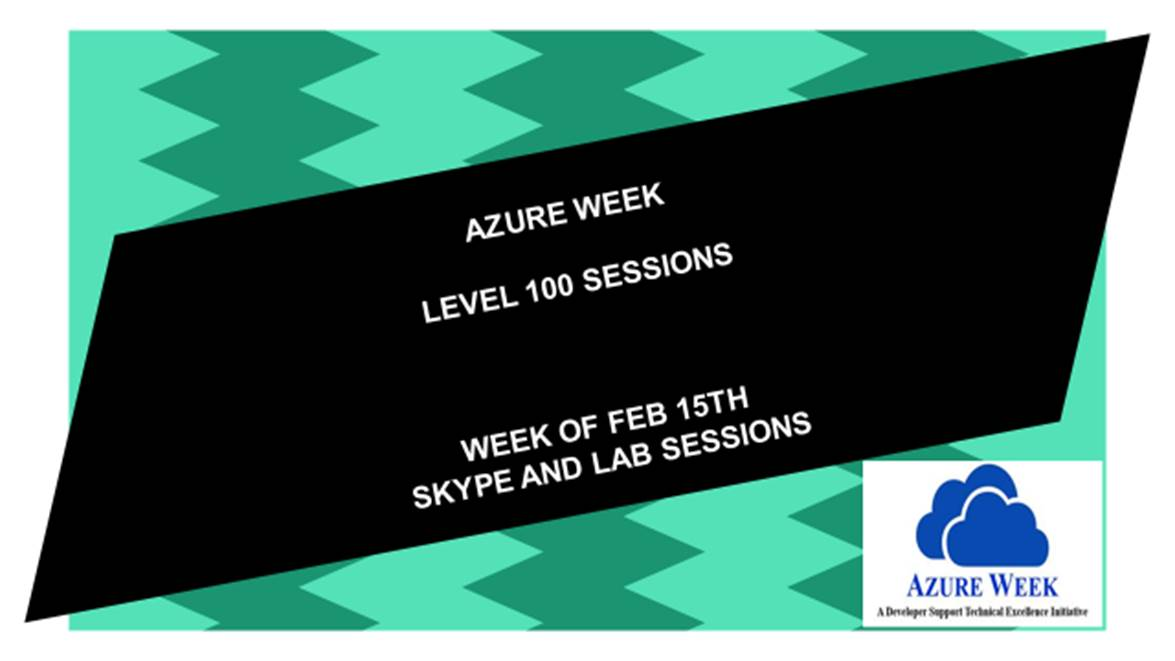 AZURE WEEK
LEVEL 100 SESSIONS
WEEK OF FEB 15TH
SKYPE AND LAB SESSIONS
AZURE WEEK
A Developer Support Technical Excellence Initiative